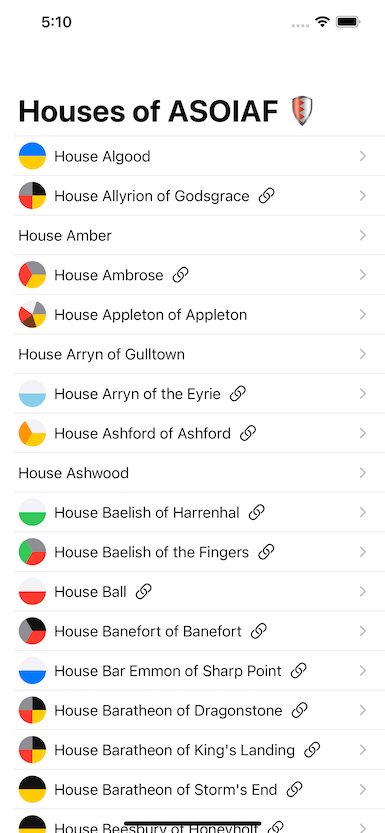 5:10
Houses of ASOIAF
House Algood
House Allyrion of Godsgrace
House Amber
House Ambrose
House Appleton of Appleton
House Arryn of Gulltown
House Arryn of the Eyrie
House Ashford of Ashford
House Ashwood
House Baelish of Harrenhal
House Baelish of the Fingers
House Ball
House Banefort of Banefort
House Bar Emmon of Sharp Point
House Baratheon of Dragonstone
House Baratheon of King's Landing
House Baratheon of Storm's End
House Beesbury of Honeyholt